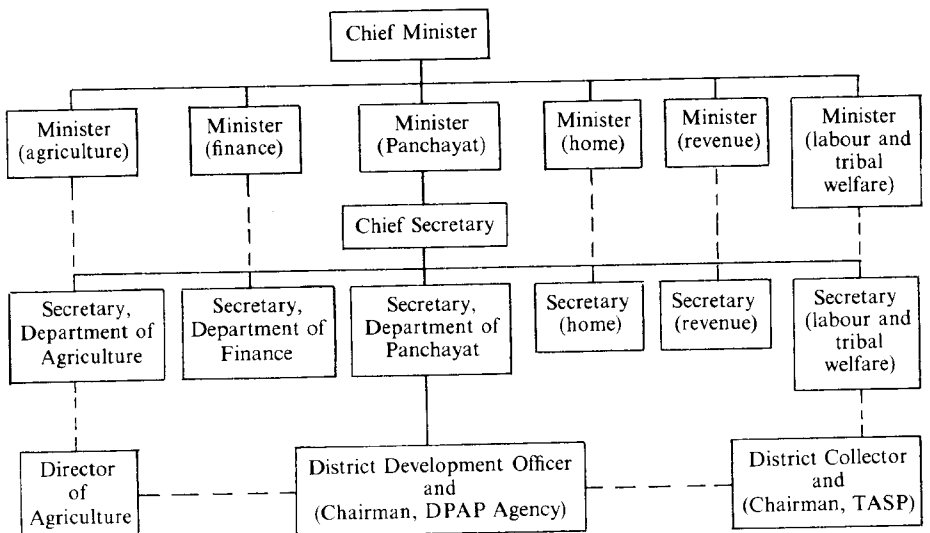 Chief Minister
Minister
(agriculture)
Minister
(finance)
Minister
(Panchayat)
Minister
(home)
Minister
(revenue)
Minister
(labour and
tribal
welfare)
Chief Secretary
Secretary,
Department of
Agriculture
Secretary,
Department of
Finance
Secretary,
Department of
Panchayat
Secretary
(home)
Secretary
(revenue)
Secretary
(labour and
tribal
welfare)
Director
of
Agriculture
District Development Officer
and
(Chairman, DPAP Agency)
District Collector
and
(Chairman, TASP)